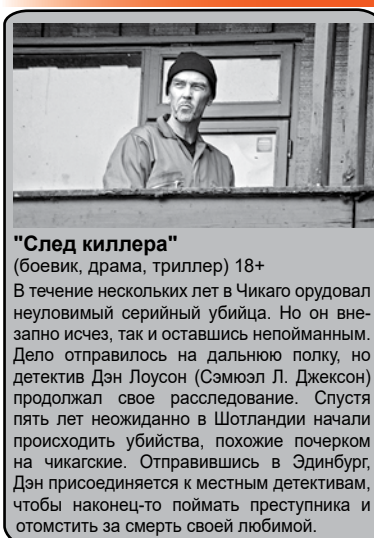 "След киллера"
(боевик, драма, триллер) 18+
В течение нескольких лет в Чикаго орудовал
неуловимый серийный убийца. Но он вне-
запно исчез, так и оставшись непойманным.
Дело отправилось на дальнюю полку, но
детектив Дэн Лоусон (Сэмюэл Л. Джексон)
продолжал свое расследование. Спустя
пять лет неожиданно в Шотландии начали
происходить убийства, похожие почерком
на чикагские. Отправившись в Эдинбург,
Дэн присоединяется к местным детективам,
чтобы наконец-то поймать преступника и
отомстить за смерть своей любимой.